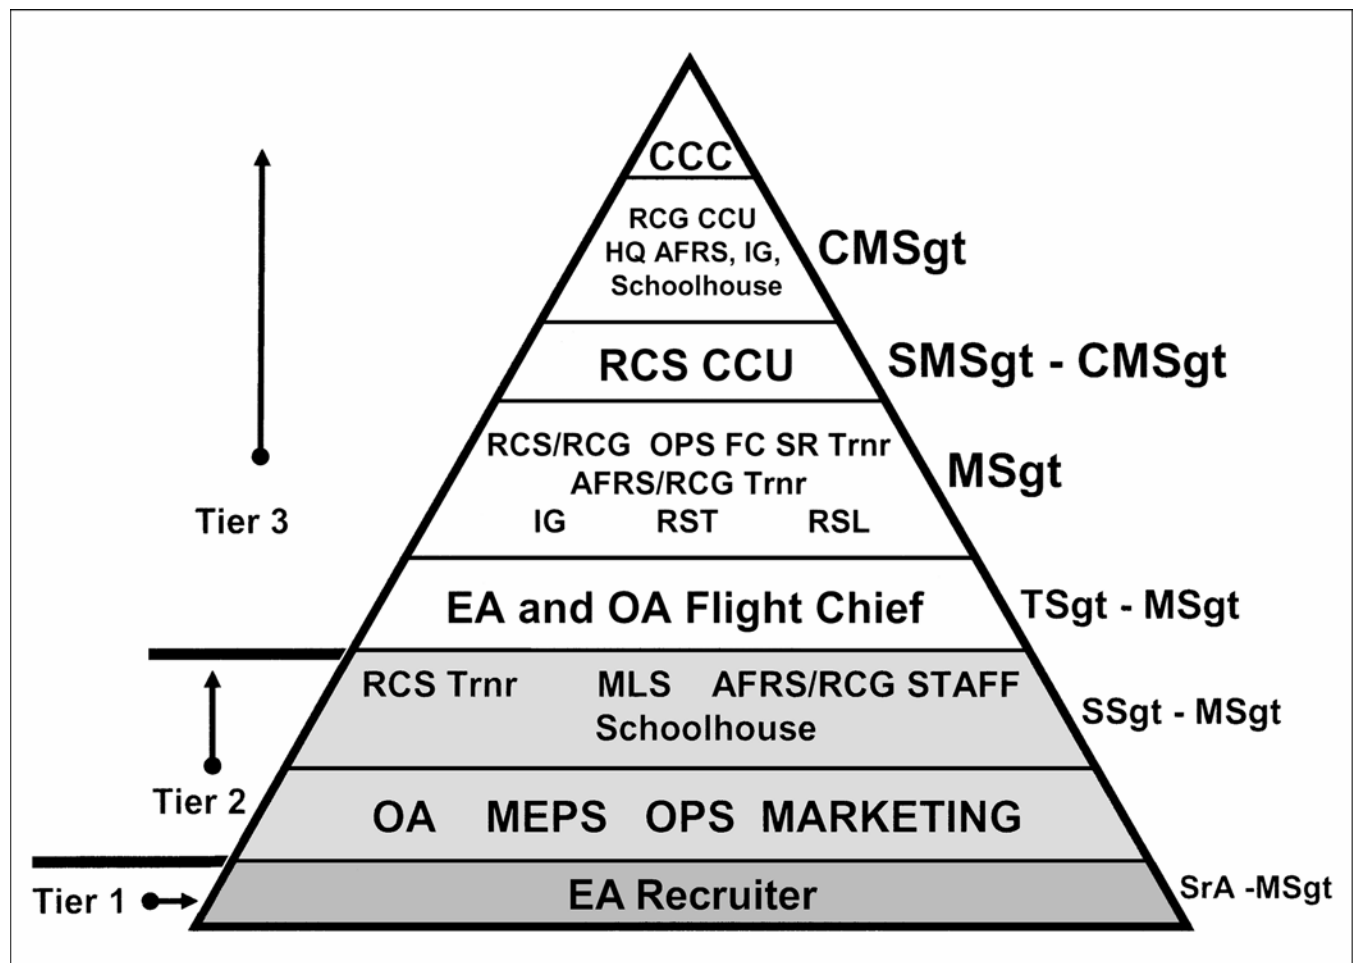 CCC
RCG CCU
HQ AFRS, IG,
Schoolhouse
CMSgt
RCS CCU
SMSgt - CMSgt
RCS/RCG OPS FC SR Trnr
AFRS/RCG Trnr
IG RST RSL
MSgt
Tier 3
EA and OA Flight Chief
TSgt - MSgt
RCS Trnr MLS AFRS/RCG STAFF
Schoolhouse
SSgt - MSgt
Tier 2
OA MEPS OPS MARKETING
Tier 1
EA Recruiter
SrA -MSgt